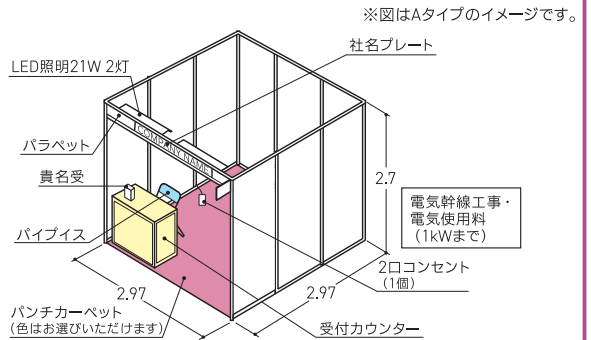 ※図はAタイプのイメージです。
社名プレート
LED照明21W 2灯
パラペット
COMPANY NAME
貴名受
パイプイス
2.7
電気幹線工事・
電気使用料
（1kWまで）
2口コンセント
（1個）
2.97
2.97
パンチカーペット
（色はお選びいただけます）
受付カウンター